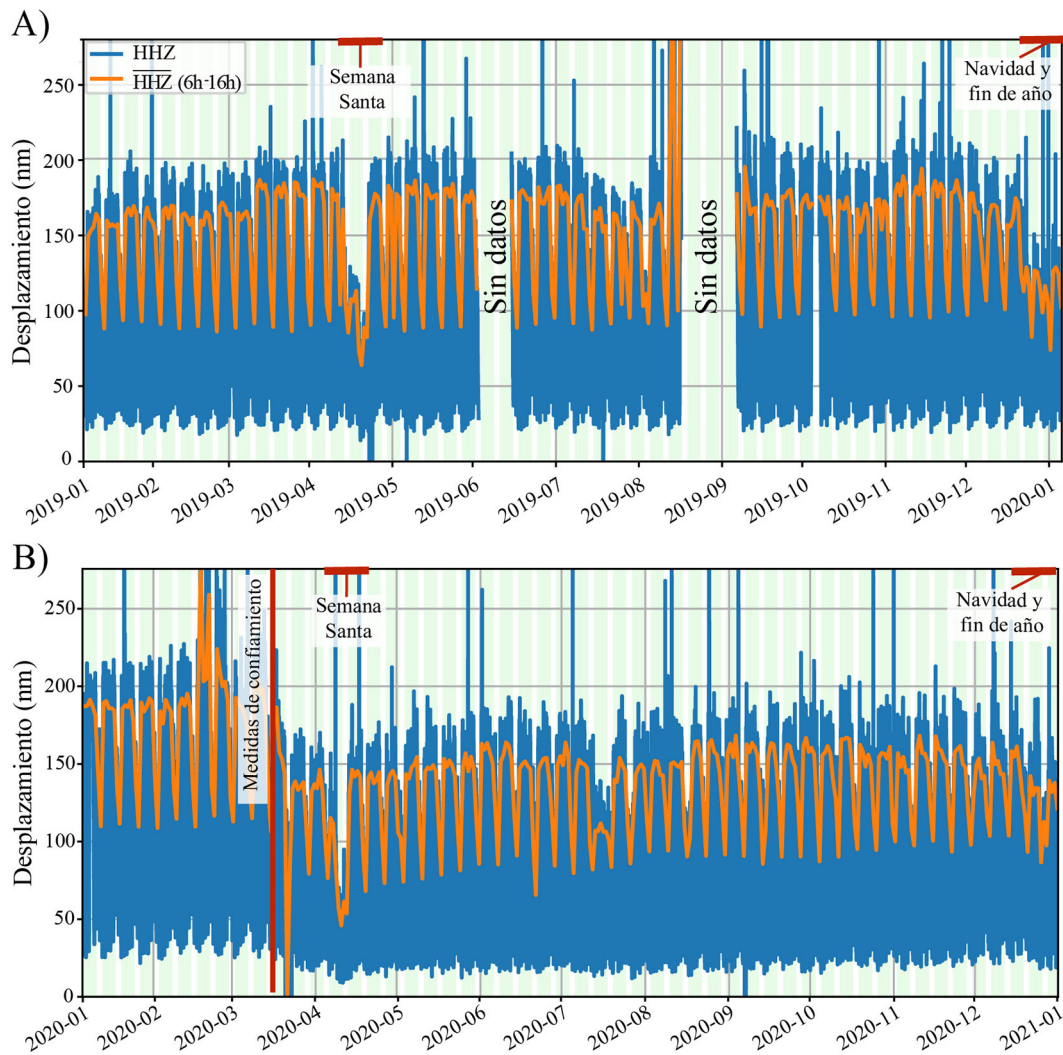 A)
HHZ
HHZ (6h-16h)
Semana
Santa
Navidad y
fin de año
Sin datos
Sin datos
Desplazamiento (nm)
250
200
150
100
50
0
2019-01
2019-02
2019-03
2019-04
2019-05
2019-06
2019-07
2019-08
2019-09
2019-10
2019-11
2019-12
2020-01
B)
Medidas de confiamiento
Semana
Santa
Navidad y
fin de año
Desplazamiento (nm)
250
200
150
100
50
0
2020-01
2020-02
2020-03
2020-04
2020-05
2020-06
2020-07
2020-08
2020-09
2020-10
2020-11
2020-12
2021-01